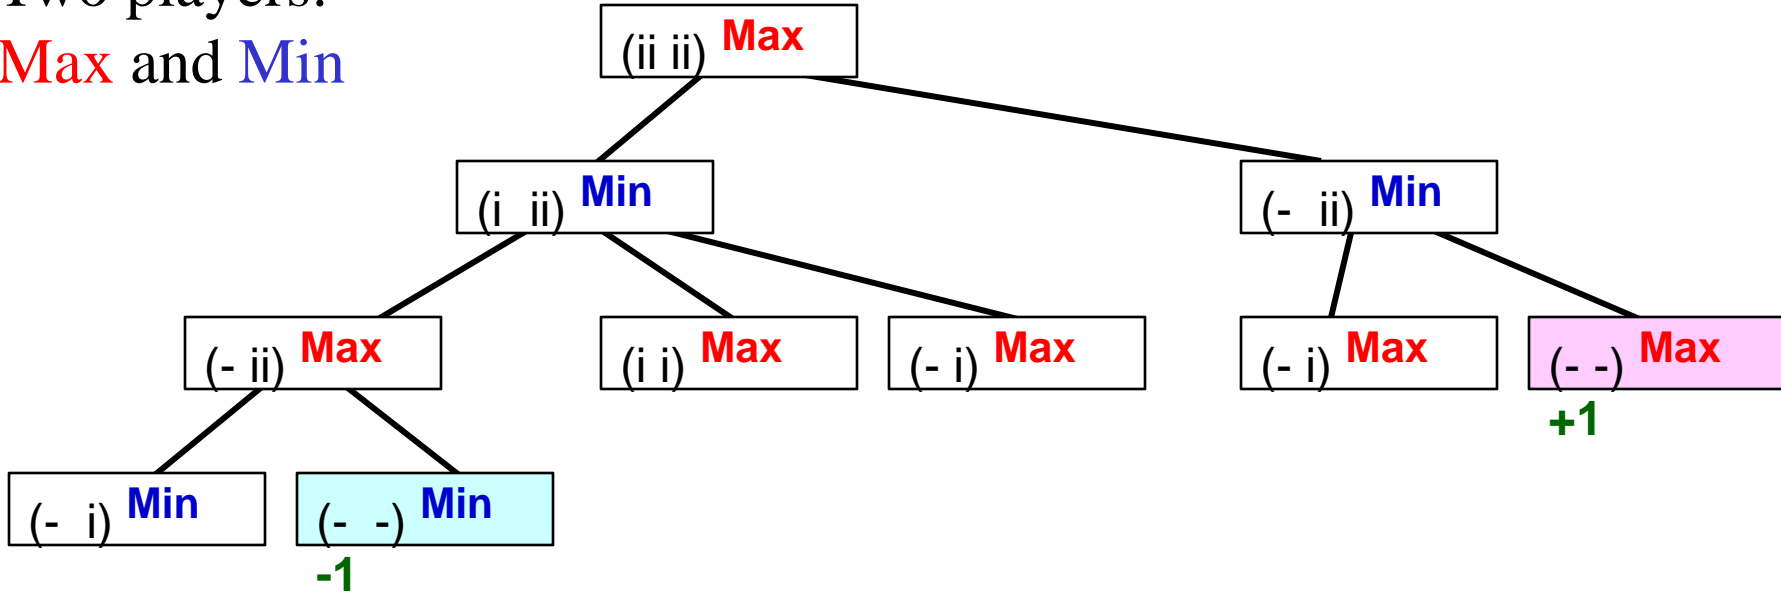 Two players:
Max and Min
(ii ii) Max
(i ii) Min
(- ii) Min
(- ii) Max
(i i) Max
(- i) Max
(- i) Max
(- -) Max
+1
(- i) Min
(- -) Min
-1